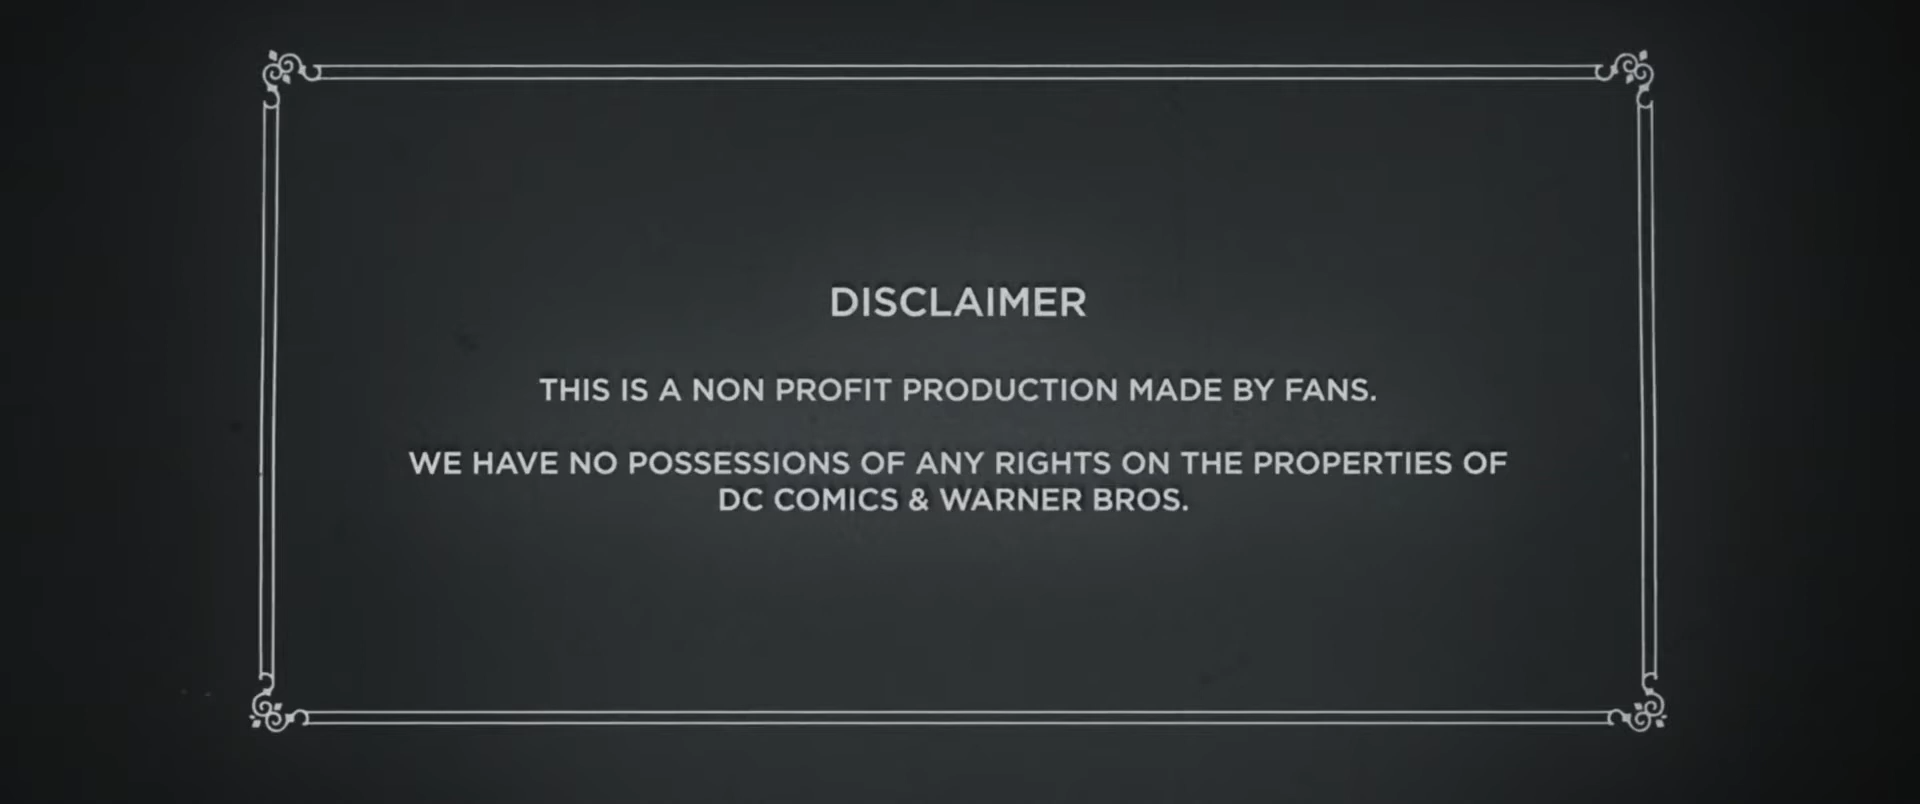 DISCLAIMER
THIS IS A NON PROFIT PRODUCTION MADE BY FANS.
WE HAVE NO POSSESSIONS OF ANY RIGHTS ON THE PROPERTIES OF
DC COMICS & WARNER BROS.